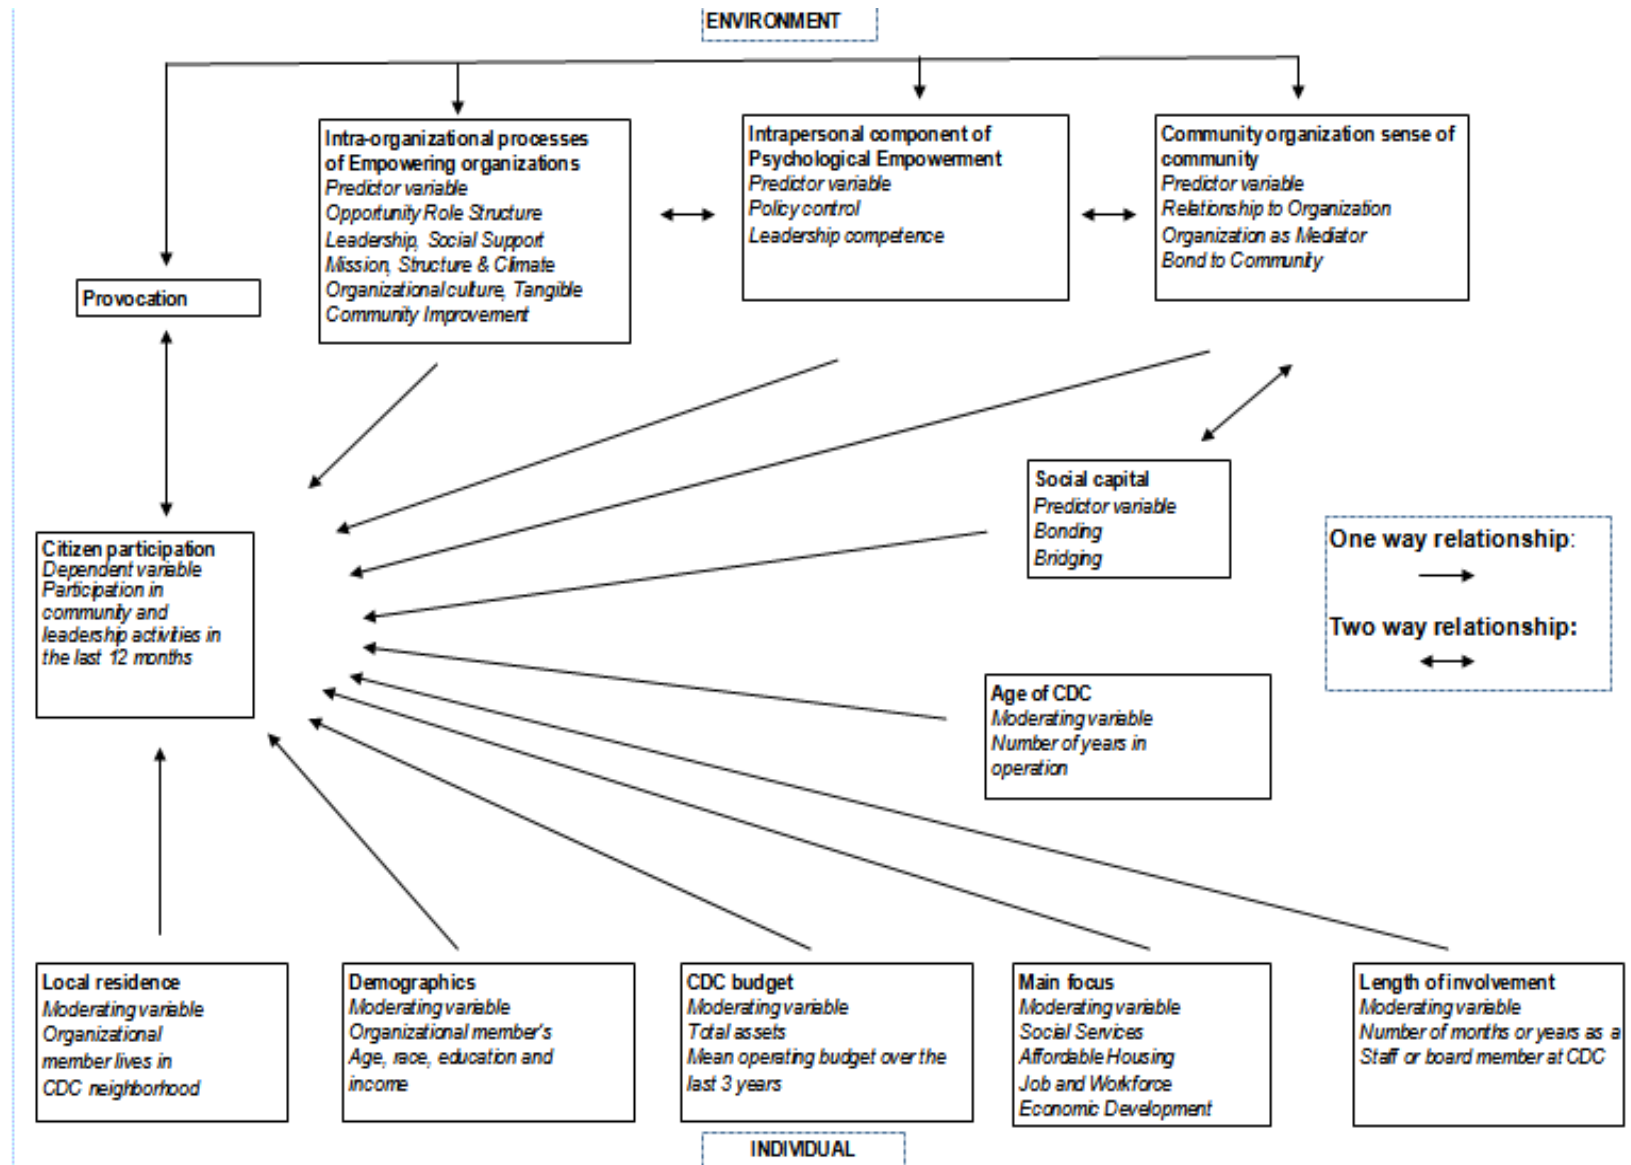 ENVIRONMENT
Intra-organizational processes
of Empowering organizations
Predictor variable
Opportunity Role Structure
Leadership, Social Support
Mission, Structure & Climate
Organizational culture, Tangible
Community Improvement
Intrapersonal component of
Psychological Empowerment
Predictor variable
Policy control
Leadership competence
Community organization sense of
community
Predictor variable
Relationship to Organization
Organization as Mediator
Bond to Community
Provocation
Social capital
Predictor variable
Bonding
Bridging
One way relationship:
Two way relationship:
Citizen participation
Dependent variable
Participation in
community and
leadership activities in
the last 12 months
Age of CDC
Moderating variable
Number of years in
operation
Local residence
Moderating variable
Organizational
member lives in
CDC neighborhood
Demographics
Moderating variable
Organizational member's
Age, race, education and
income
CDC budget
Moderating variable
Total assets
Mean operating budget over the
last 3 years
Main focus
Moderating variable
Social Services
Affordable Housing
Job and Workforce
Economic Development
Length of involvement
Moderating variable
Number of months or years as a
Staff or board member at CDC
INDIVIDUAL